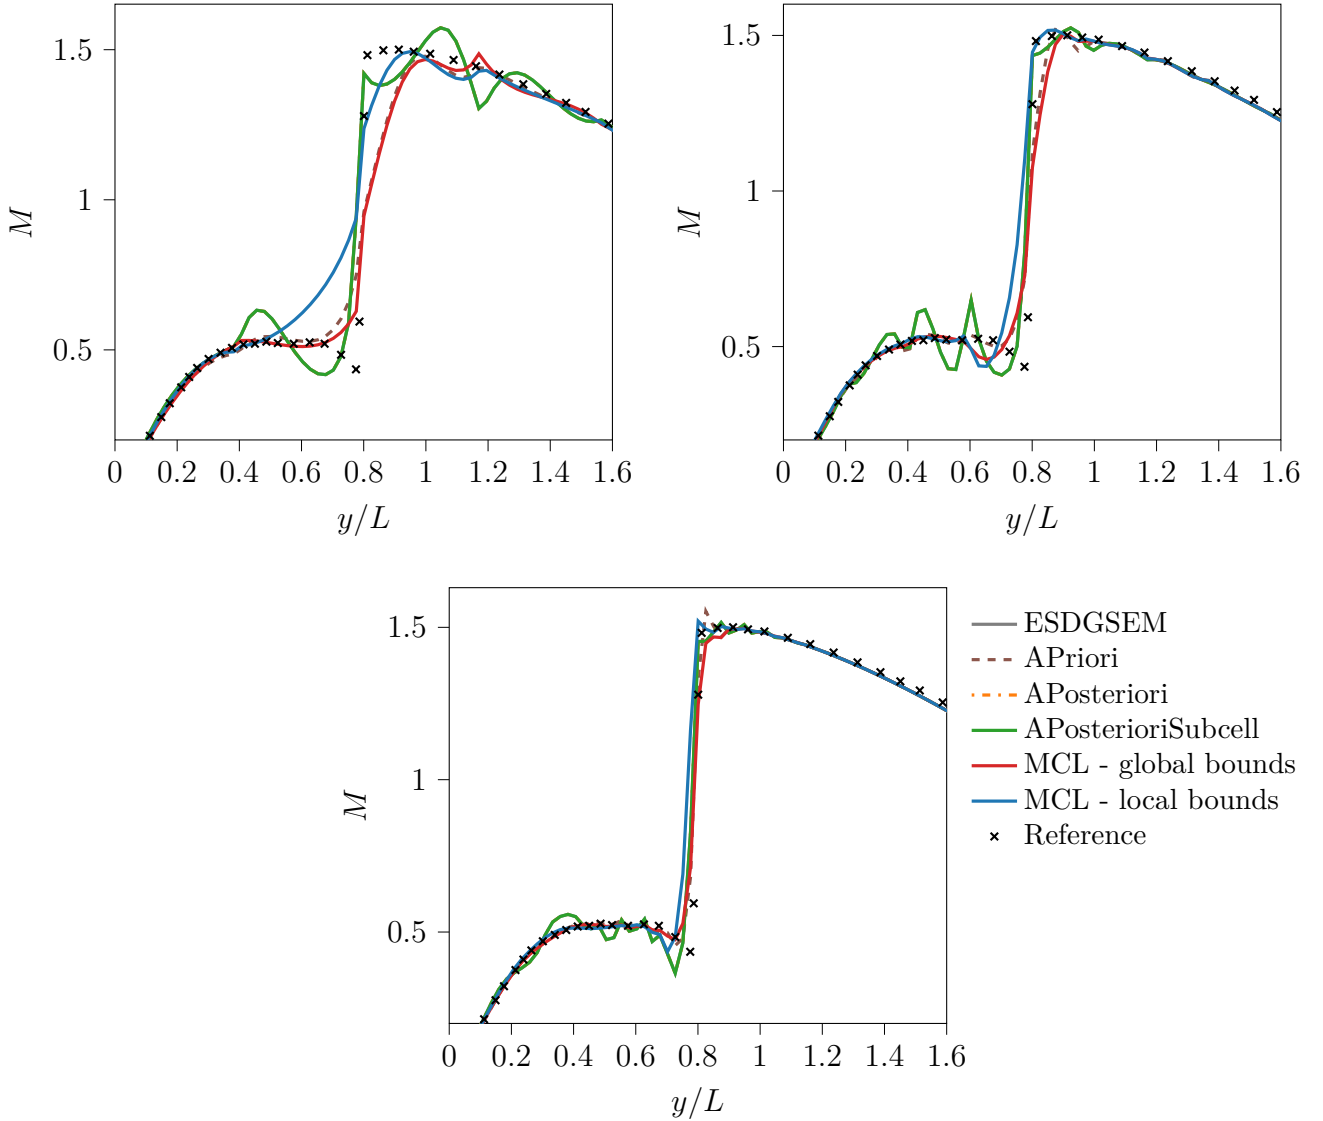 1.5
1
0.5
M
0 0.2 0.4 0.6 0.8 1 1.2 1.4 1.6
y/L
1.5
1
0.5
M
0 0.2 0.4 0.6 0.8 1 1.2 1.4 1.6
y/L
1.5
1
0.5
M
0 0.2 0.4 0.6 0.8 1 1.2 1.4 1.6
y/L
ESDGSEM
APriori
APosteriori
APosterioriSubcell
MCL - global bounds
MCL - local bounds
Reference